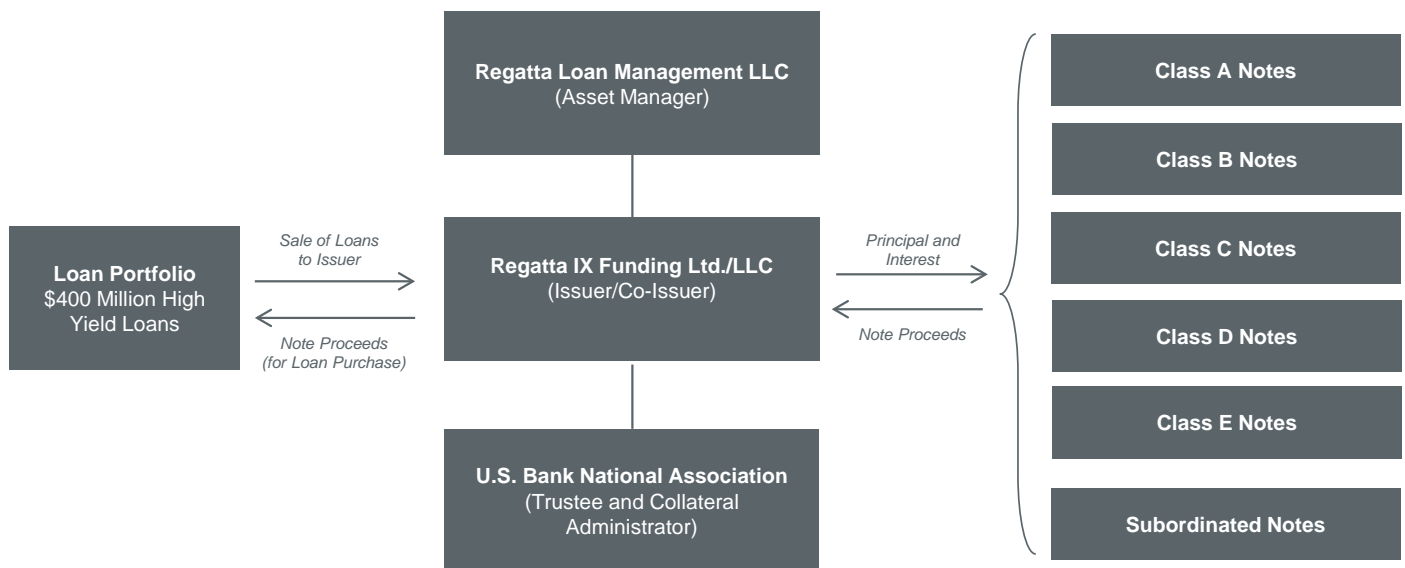 Regatta Loan Management LLC
(Asset Manager)
Loan Portfolio
$400 Million High
Yield Loans
Sale of Loans
to Issuer
Note Proceeds
(for Loan Purchase)
Regatta IX Funding Ltd./LLC
(Issuer/Co-Issuer)
Principal and
Interest
Note Proceeds
U.S. Bank National Association
(Trustee and Collateral
Administrator)
Class A Notes
Class B Notes
Class C Notes
Class D Notes
Class E Notes
Subordinated Notes